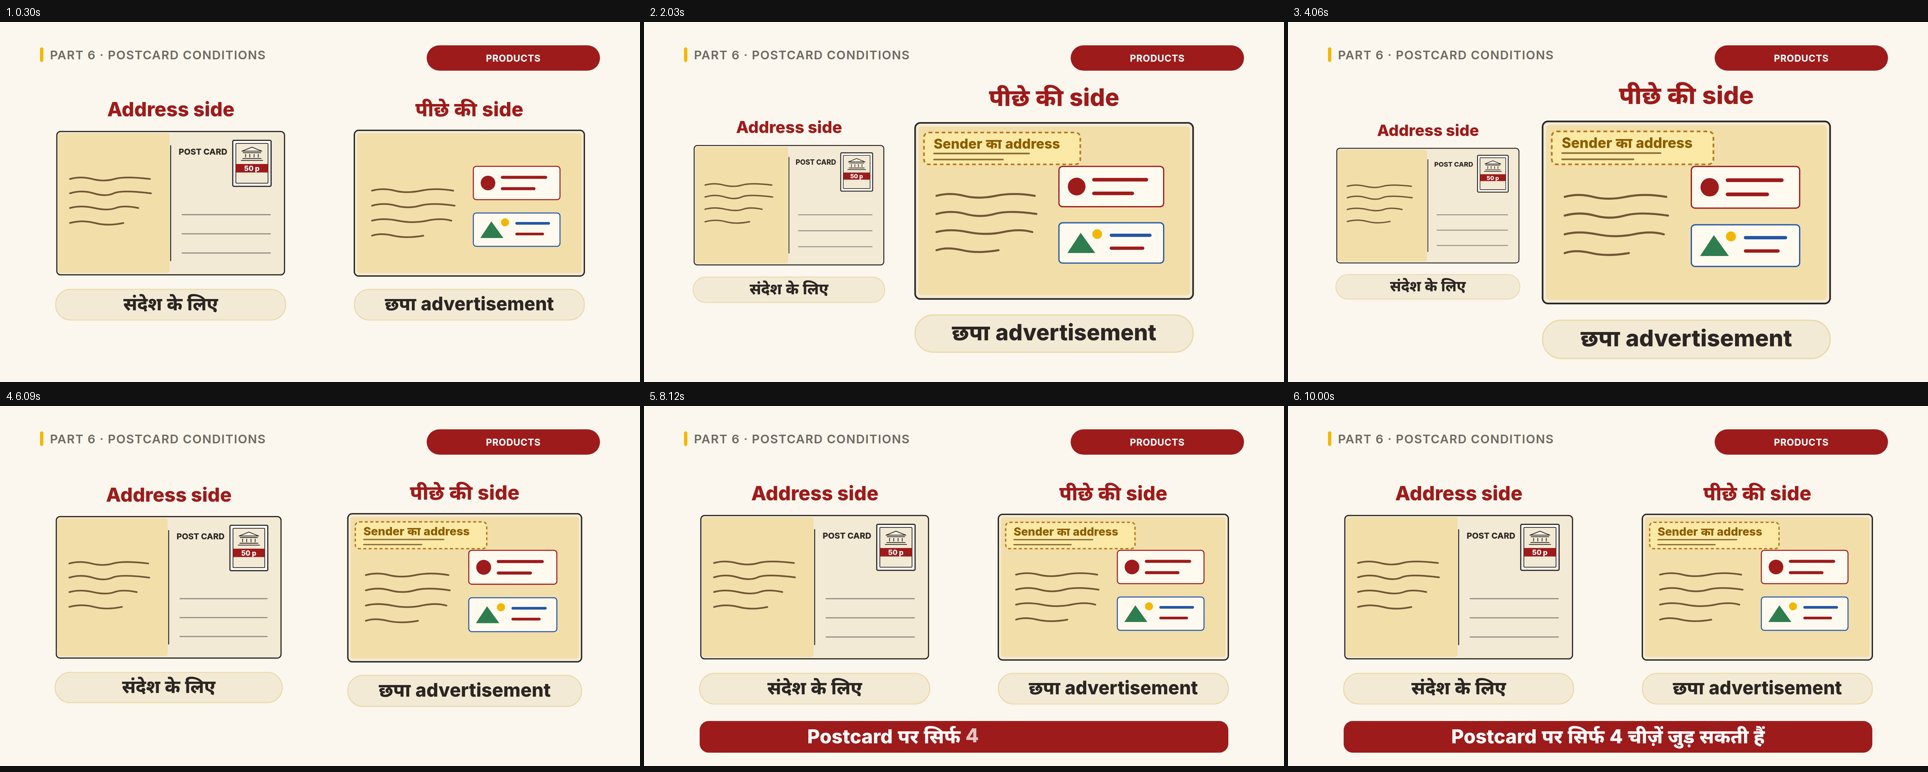 1. 0.30s
PART 6 · POSTCARD CONDITIONS
PRODUCTS
Address side
पीछे की side
POST CARD
50 p
संदेश के लिए
छपा advertisement
2. 2.03s
PART 6 · POSTCARD CONDITIONS
PRODUCTS
पीछे की side
Address side
Sender का address
POST CARD
50 p
संदेश के लिए
छपा advertisement
3. 4.06s
PART 6 · POSTCARD CONDITIONS
PRODUCTS
पीछे की side
Address side
Sender का address
POST CARD
50 p
संदेश के लिए
छपा advertisement
4. 6.09s
PART 6 · POSTCARD CONDITIONS
PRODUCTS
Address side
पीछे की side
Sender का address
POST CARD
50 p
संदेश के लिए
छपा advertisement
5. 8.12s
PART 6 · POSTCARD CONDITIONS
PRODUCTS
Address side
पीछे की side
Sender का address
POST CARD
50 p
संदेश के लिए
छपा advertisement
Postcard पर सिर्फ 4
6. 10.00s
PART 6 · POSTCARD CONDITIONS
PRODUCTS
Address side
पीछे की side
Sender का address
POST CARD
50 p
संदेश के लिए
छपा advertisement
Postcard पर सिर्फ 4 चीज़ें जुड़ सकती हैं